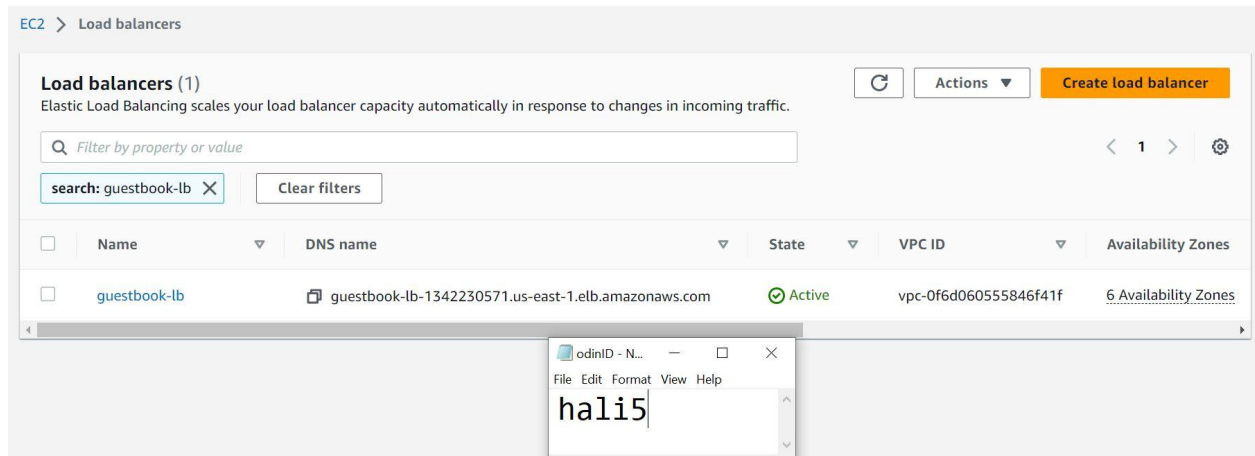 EC2 > Load balancers
Load balancers (1)
Elastic Load Balancing scales your load balancer capacity automatically in response to changes in incoming traffic.
Actions
Create load balancer
Filter by property or value
1
search: guestbook-lb
Clear filters
Name DNS name State VPC ID Availability Zones
guestbook-lb guestbook-lb-1342230571.us-east-1.elb.amazonaws.com Active vpc-0f6d060555846f41f 6 Availability Zones
odinID - N...
File Edit Format View Help
hali5